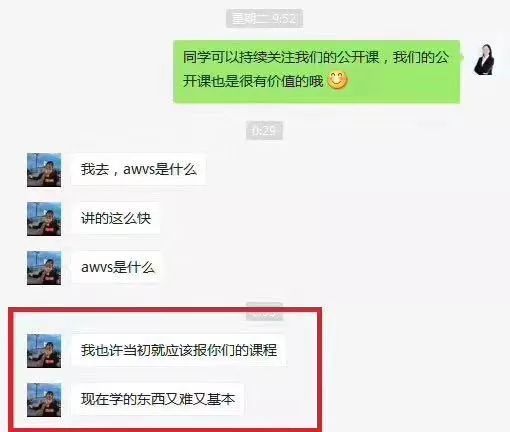 星期二 9:52
同学可以持续关注我们的公开课，我们的公
开课也是很有价值的哦
0:29
我去，awvs是什么
讲的这么快
awvs是什么
我也许当初就应该报你们的课程
现在学的东西又难又基本